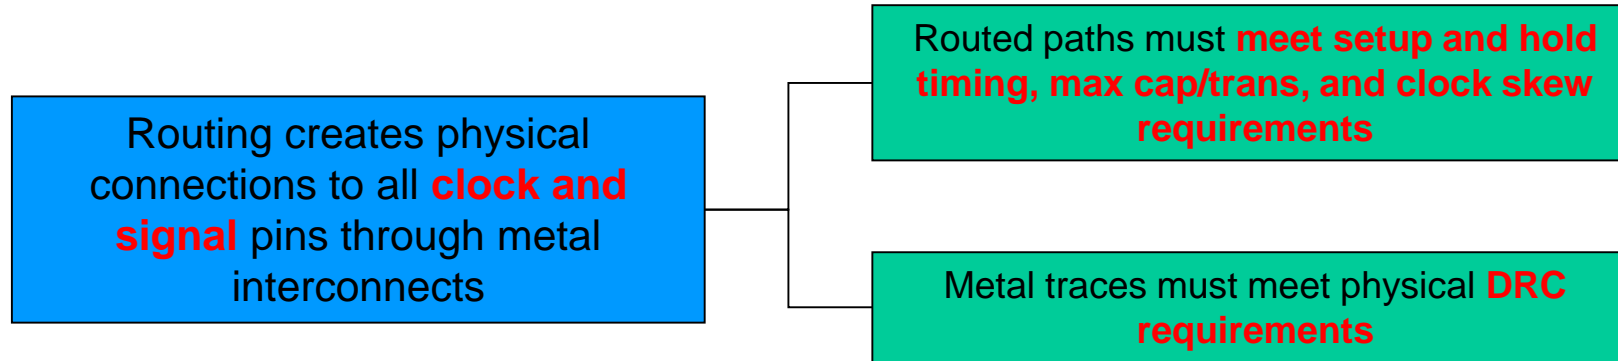 Routing creates physical
connections to all clock and
signal pins through metal
interconnects
Routed paths must meet setup and hold
timing, max cap/trans, and clock skew
requirements
Metal traces must meet physical DRC
requirements